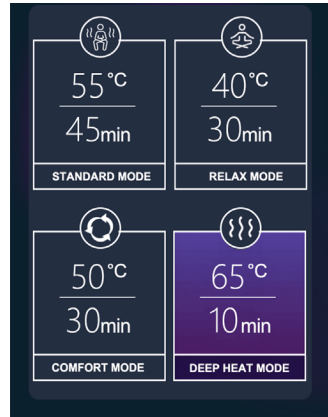 55°C
45min
STANDARD MODE
40°C
30min
RELAX MODE
50°C
30min
COMFORT MODE
65°C
10min
DEEP HEAT MODE